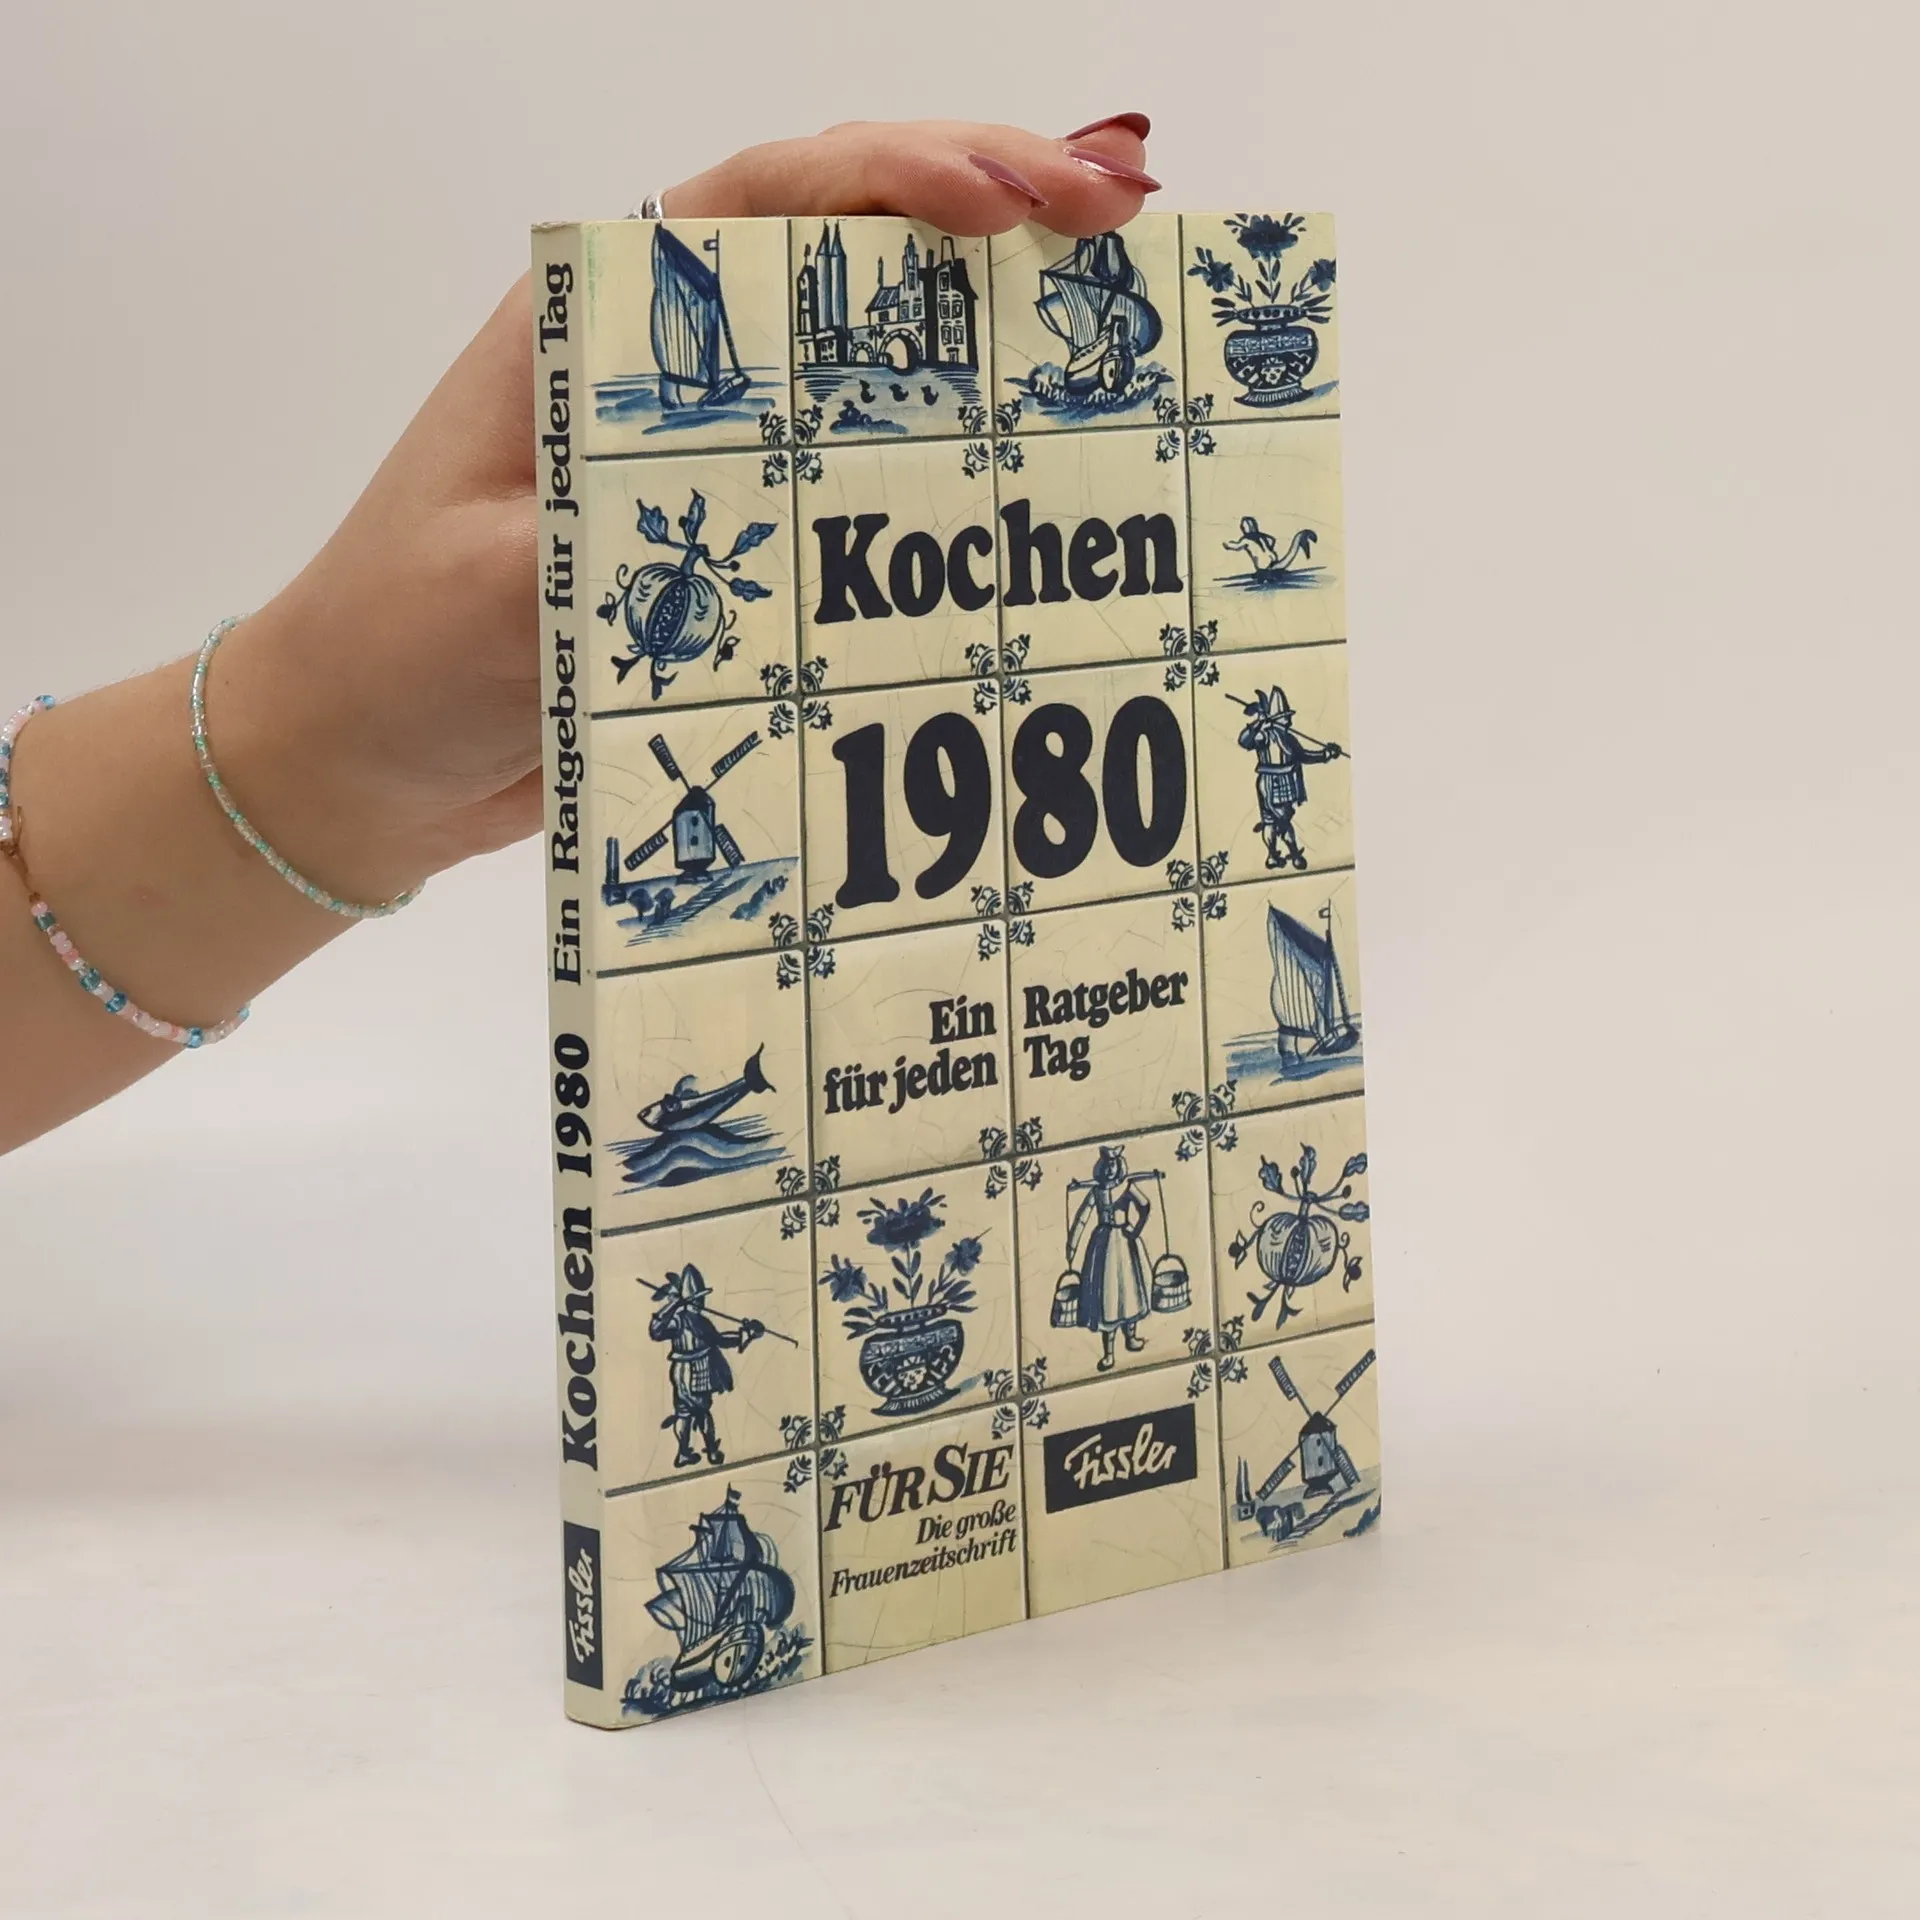 Kochen 1980 Ein Ratgeber für jeden Tag
Fissler
Kochen
1980
Ein Ratgeber
für jeden Tag
FÜR SIE
Die große
Frauenzeitschrift
Fissler